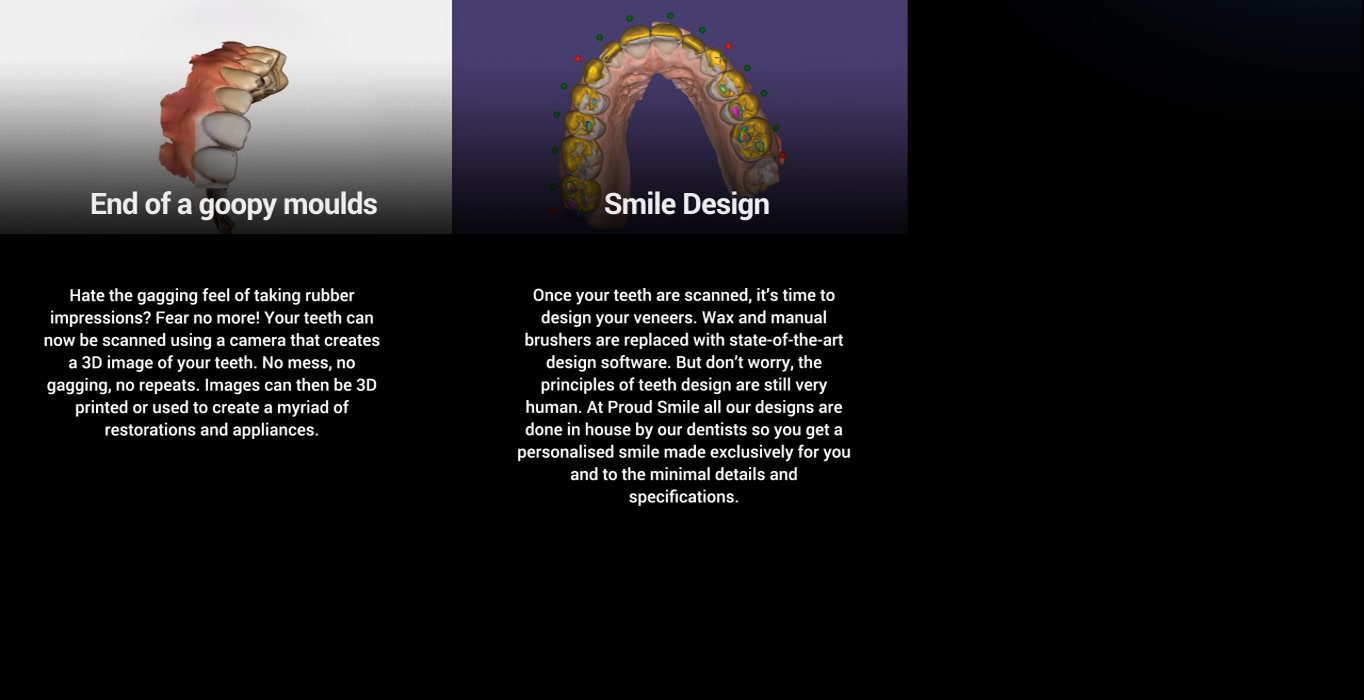 End of a goopy moulds
Hate the gagging feel of taking rubber
impressions? Fear no more! Your teeth can
now be scanned using a camera that creates
a 3D image of your teeth. No mess, no
gagging, no repeats. Images can then be 3D
printed or used to create a myriad of
restorations and appliances.
Smile Design
Once your teeth are scanned, it’s time to
design your veneers. Wax and manual
brushers are replaced with state-of-the-art
design software. But don’t worry, the
principles of teeth design are still very
human. At Proud Smile all our designs are
done in house by our dentists so you get a
personalised smile made exclusively for you
and to the minimal details and
specifications.